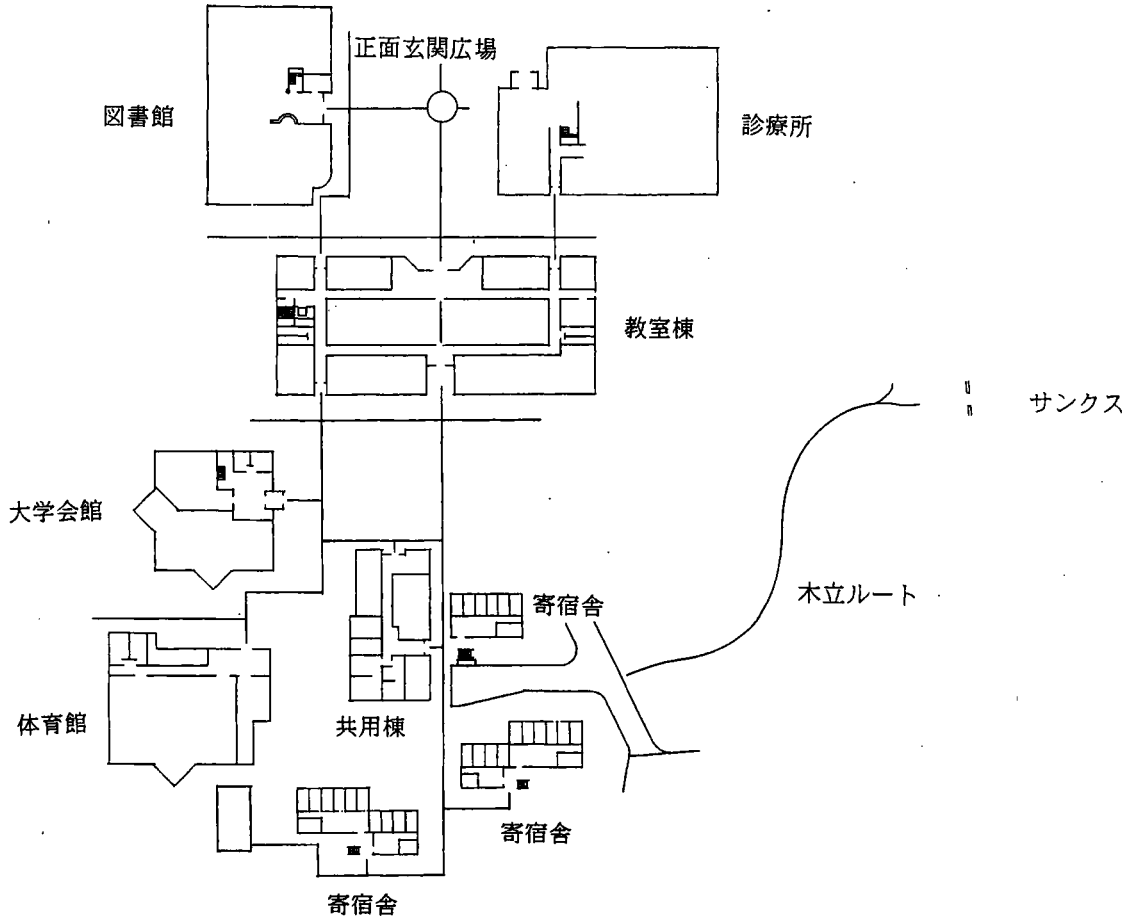 正面玄関広場
図書館
診療所
教室棟
サンクス
大学会館
木立ルート
寄宿舎
体育館
共用棟
寄宿舎
寄宿舎